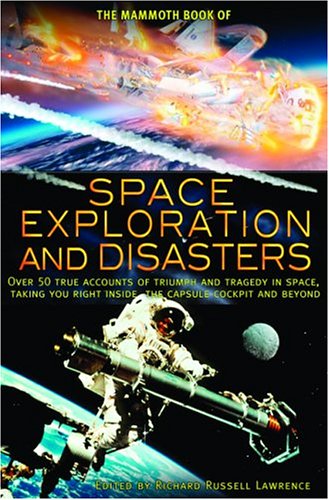 THE MAMMOTH BOOK OF
SPACE
EXPLORATION
AND DISASTERS
OVER 50 TRUE ACCOUNTS OF TRIUMPH AND TRAGEDY IN SPACE,
TAKING YOU RIGHT INSIDE THE CAPSULE COCKPIT AND BEYOND
EDITED BY RICHARD RUSSELL LAWRENCE